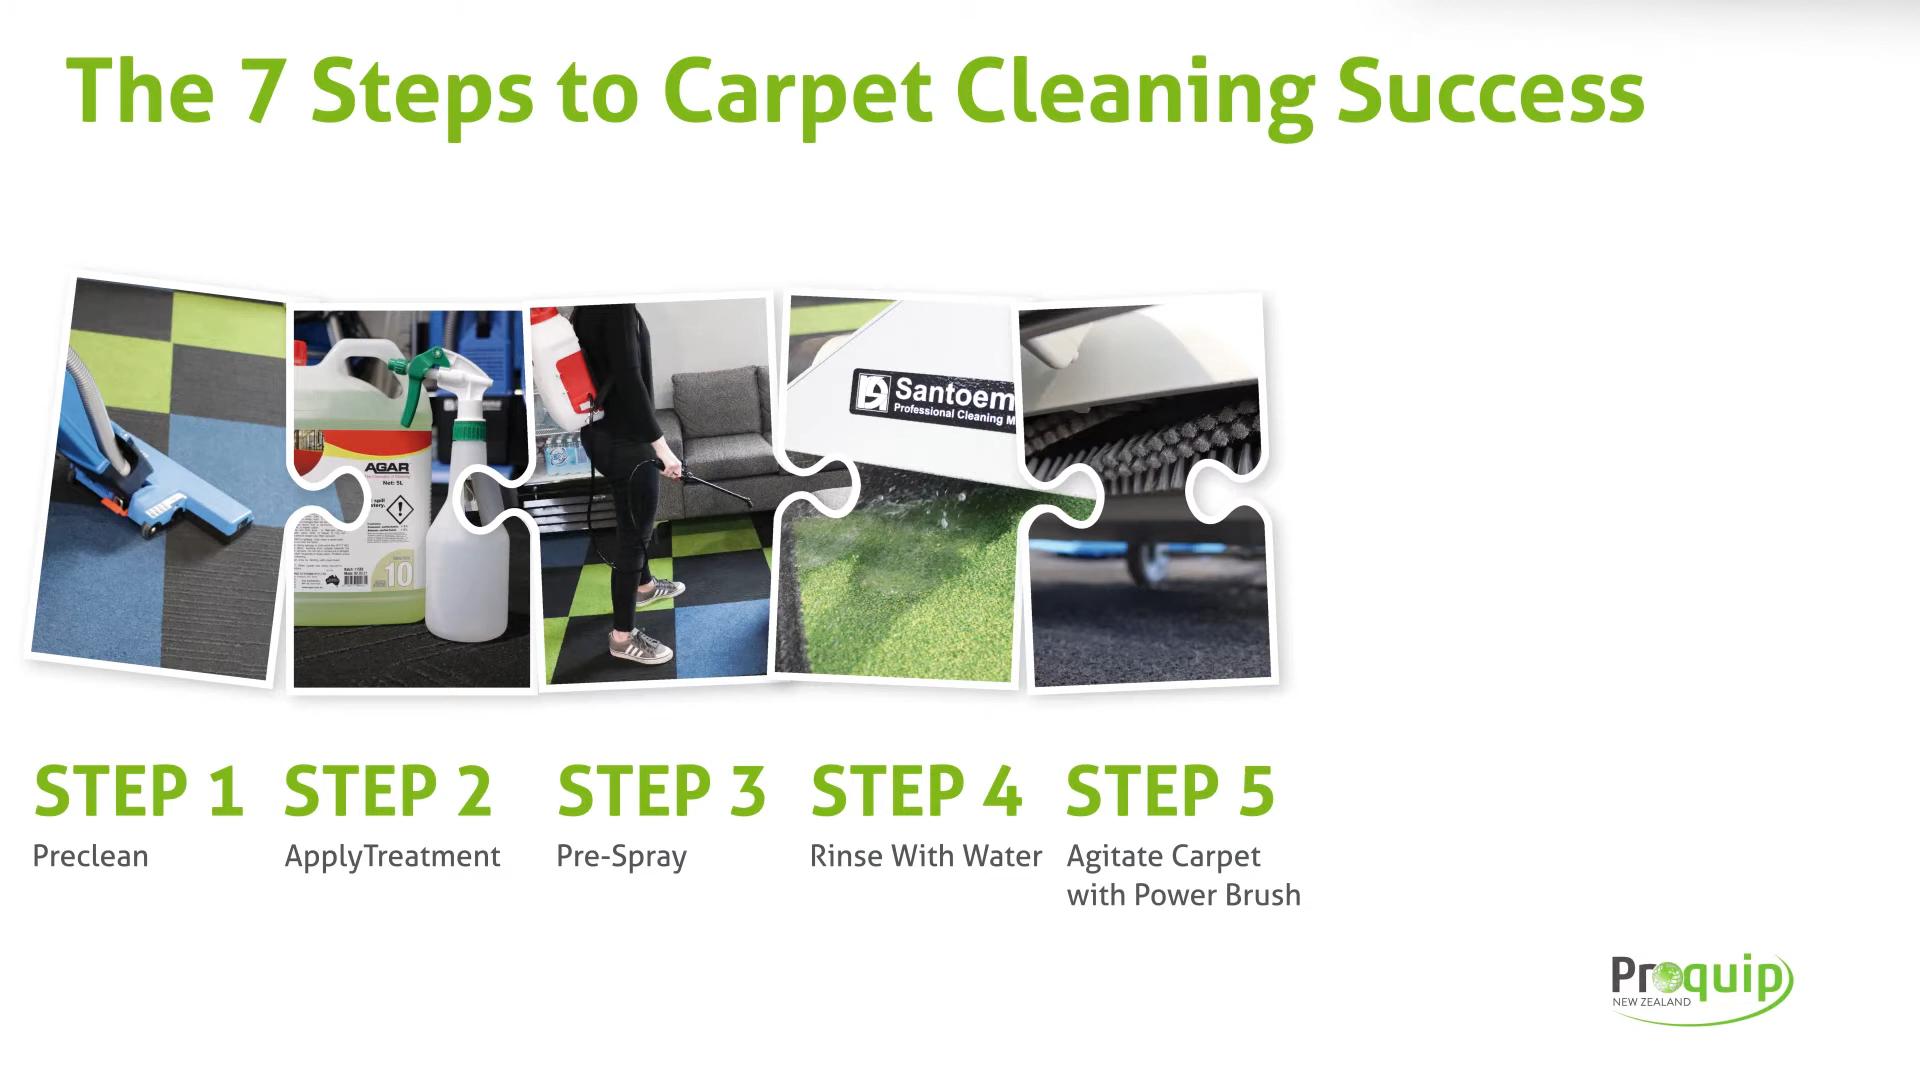 The 7 Steps to Carpet Cleaning Success
Santoem
Professional Cleaning M
AGAR
Net: 5L
10
STEP 1
Preclean
STEP 2
ApplyTreatment
STEP 3
Pre-Spray
STEP 4
Rinse With Water
STEP 5
Agitate Carpet
with Power Brush
Proquip
NEW ZEALAND